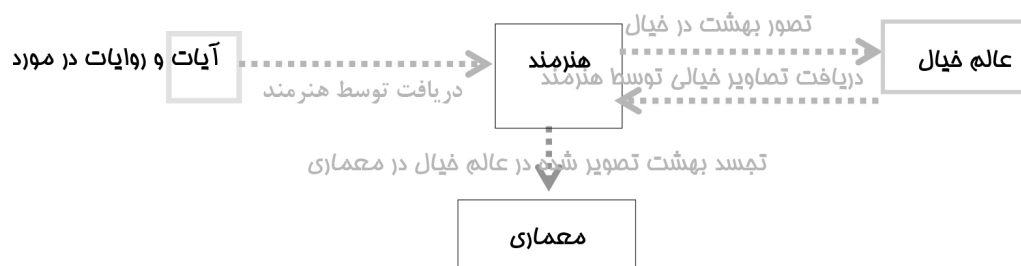 تصور بهشت در خیال
آیات و روایات در مورد
هنرمند
عالم خیال
دریافت توسط هنرمند
دریافت تصاویر خیالی توسط هنرمند
تجسد بهشت تصویر شده در عالم خیال در معماری
معماری